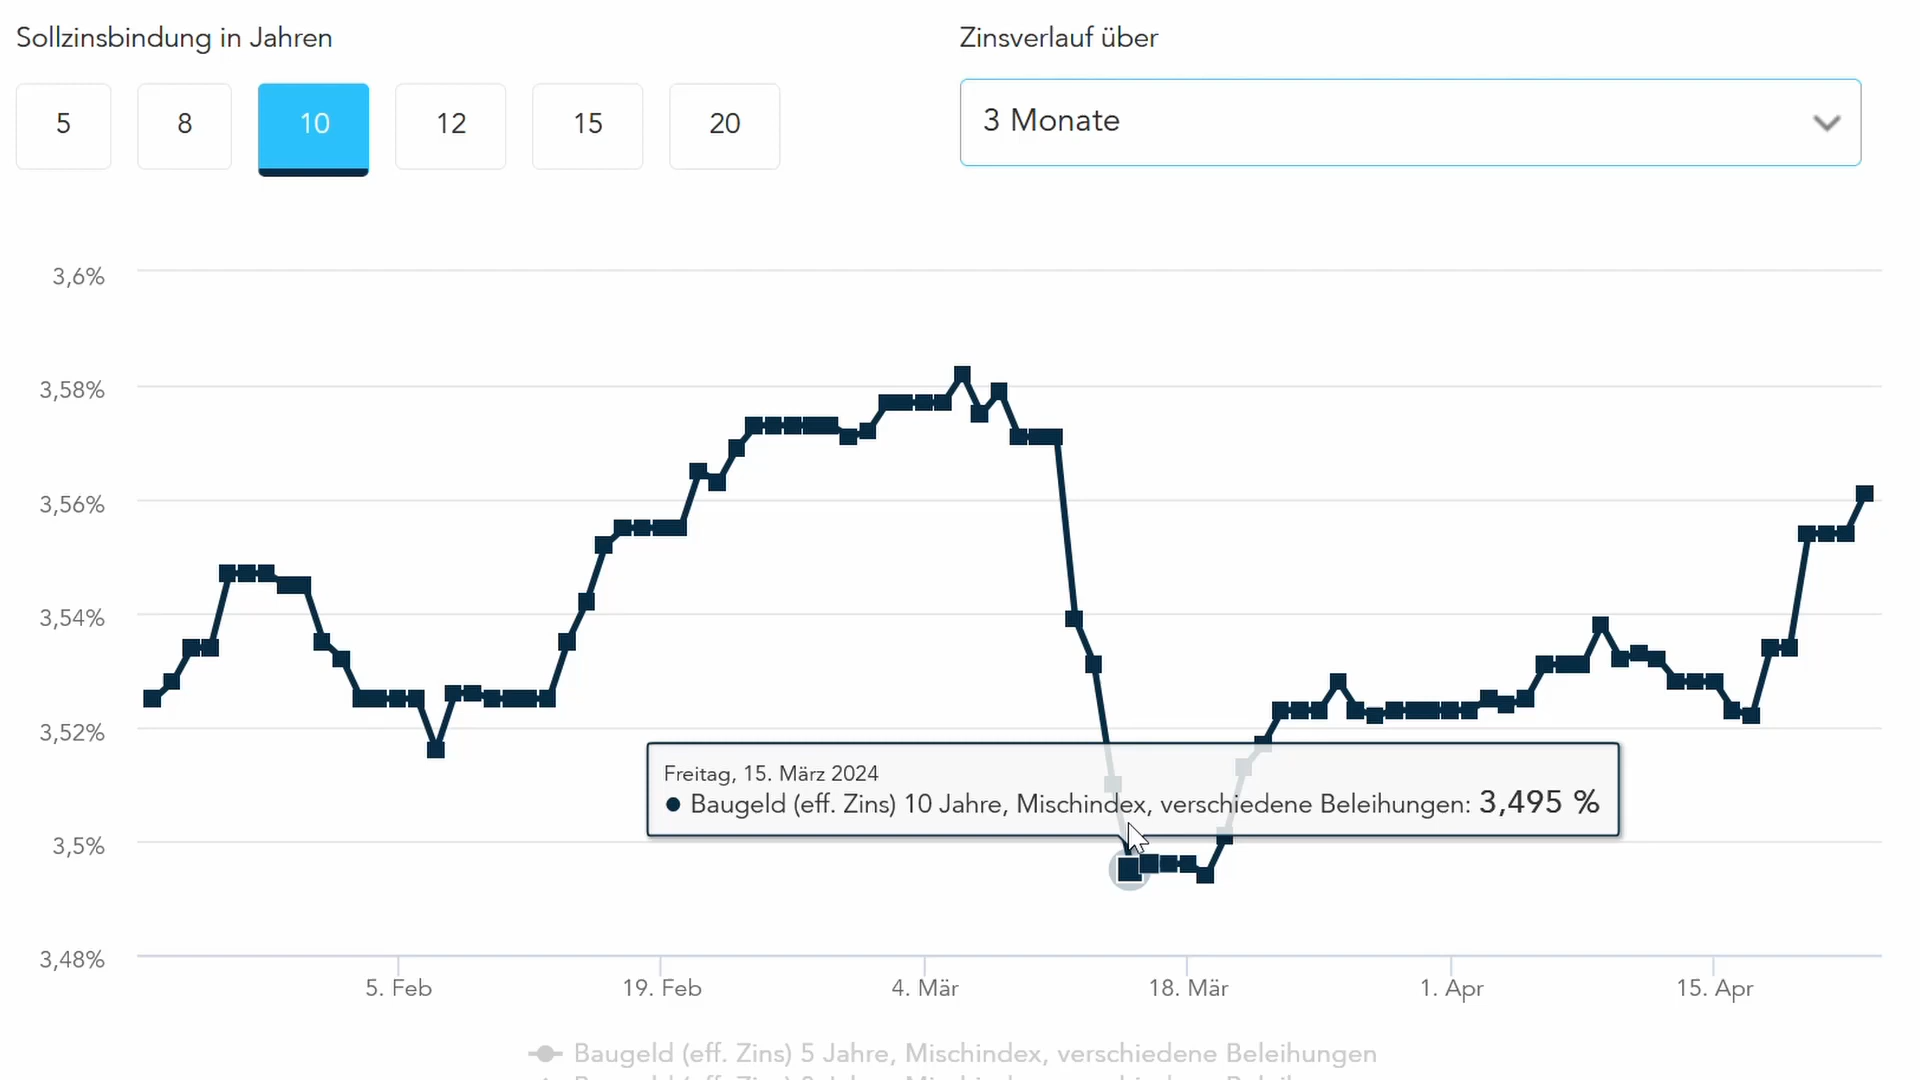 Sollzinsbindung in Jahren
Zinsverlauf über
5 8 10 12 15 20
3 Monate
3,6%
3,58%
3,56%
3,54%
3,52%
3,5%
3,48%
Freitag, 15. März 2024
Baugeld (eff. Zins) 10 Jahre, Mischindex, verschiedene Beleihungen: 3,495 %
5. Feb 19. Feb 4. Mär 18. Mär 1. Apr 15. Apr
Baugeld (eff. Zins) 5 Jahre, Mischindex, verschiedene Beleihungen